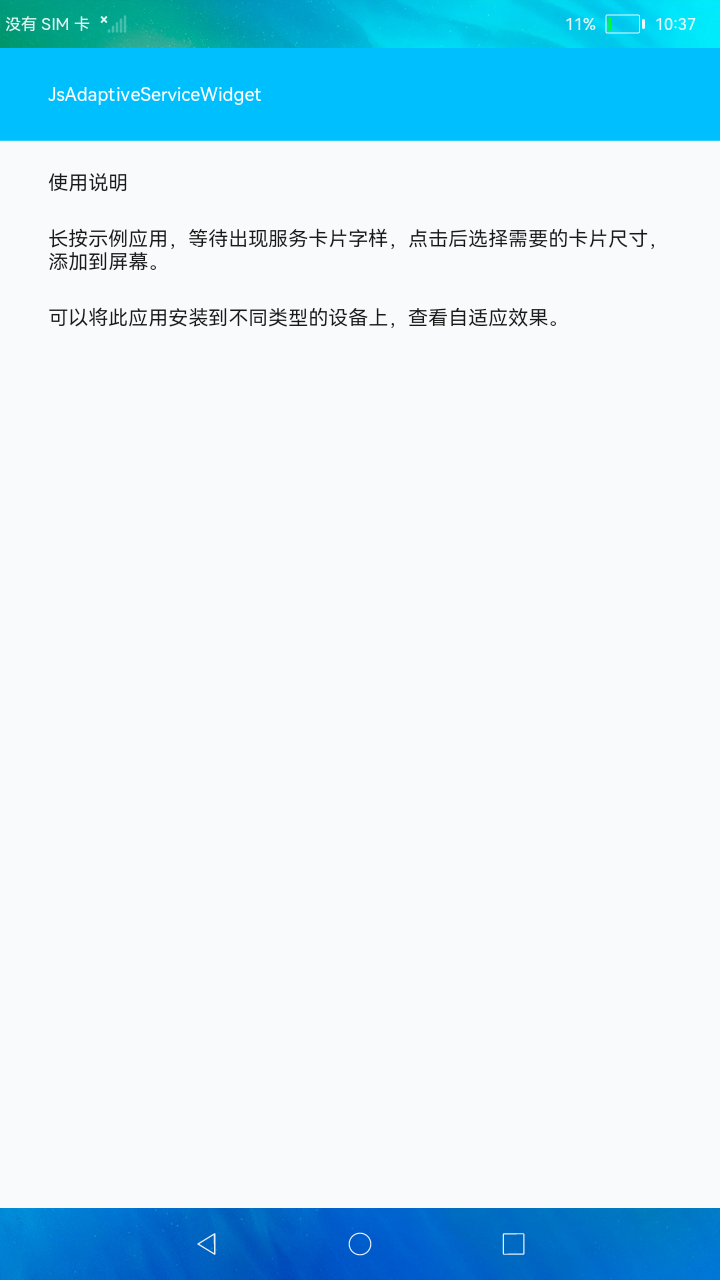 没有 SIM 卡
11%
10:37
JsAdaptiveServiceWidget
使用说明
长按示例应用，等待出现服务卡片字样，点击后选择需要的卡片尺寸，
添加到屏幕。
可以将此应用安装到不同类型的设备上，查看自适应效果。